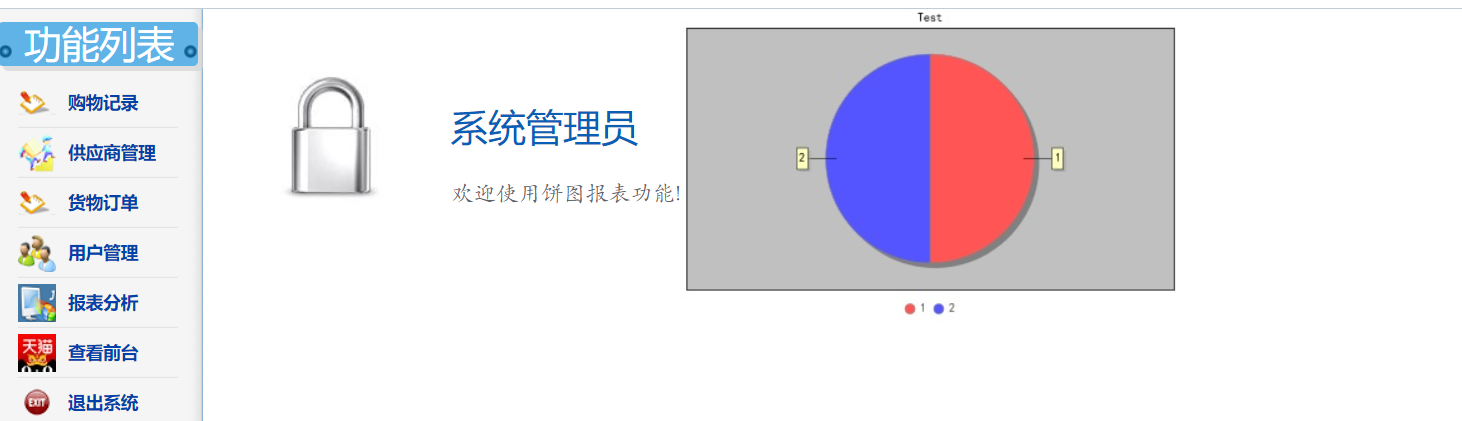 功能列表
购物记录
供应商管理
货物订单
用户管理
报表分析
天猫
查看前台
EXIT
退出系统
系统管理员
欢迎使用饼图报表功能!
Test
2
1
1 2